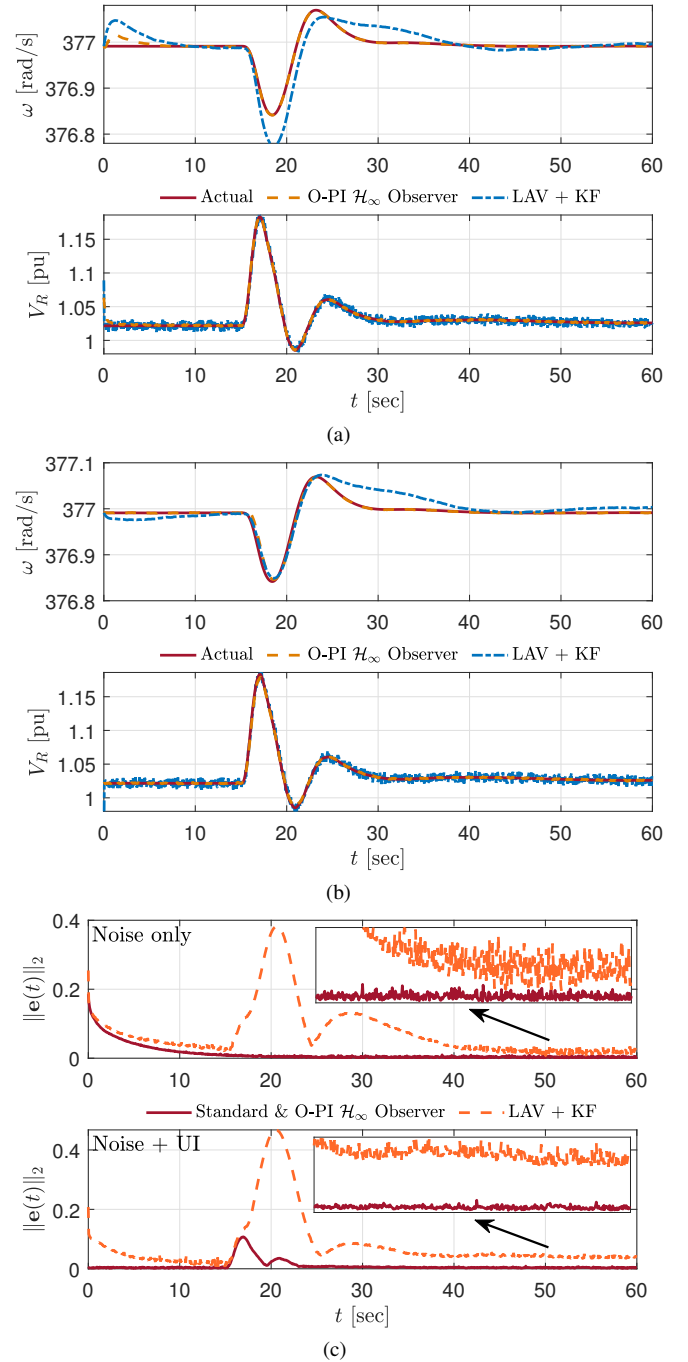 377
376.9
376.8
ω [rad/s]
0 10 20 30 40 50 60
Actual O-PI ℋ∞ Observer LAV + KF
1.15
1.1
1.05
1
V_R [pu]
0 10 20 30 40 50 60
t [sec]
(a)
377.1
377
376.9
376.8
ω [rad/s]
0 10 20 30 40 50 60
Actual O-PI ℋ∞ Observer LAV + KF
1.15
1.1
1.05
1
V_R [pu]
0 10 20 30 40 50 60
t [sec]
(b)
Noise only
0.4
0.2
0
‖e(t)‖₂
0 10 20 30 40 50 60
Standard & O-PI ℋ∞ Observer LAV + KF
Noise + UI
0.4
0.2
0
‖e(t)‖₂
0 10 20 30 40 50 60
t [sec]
(c)